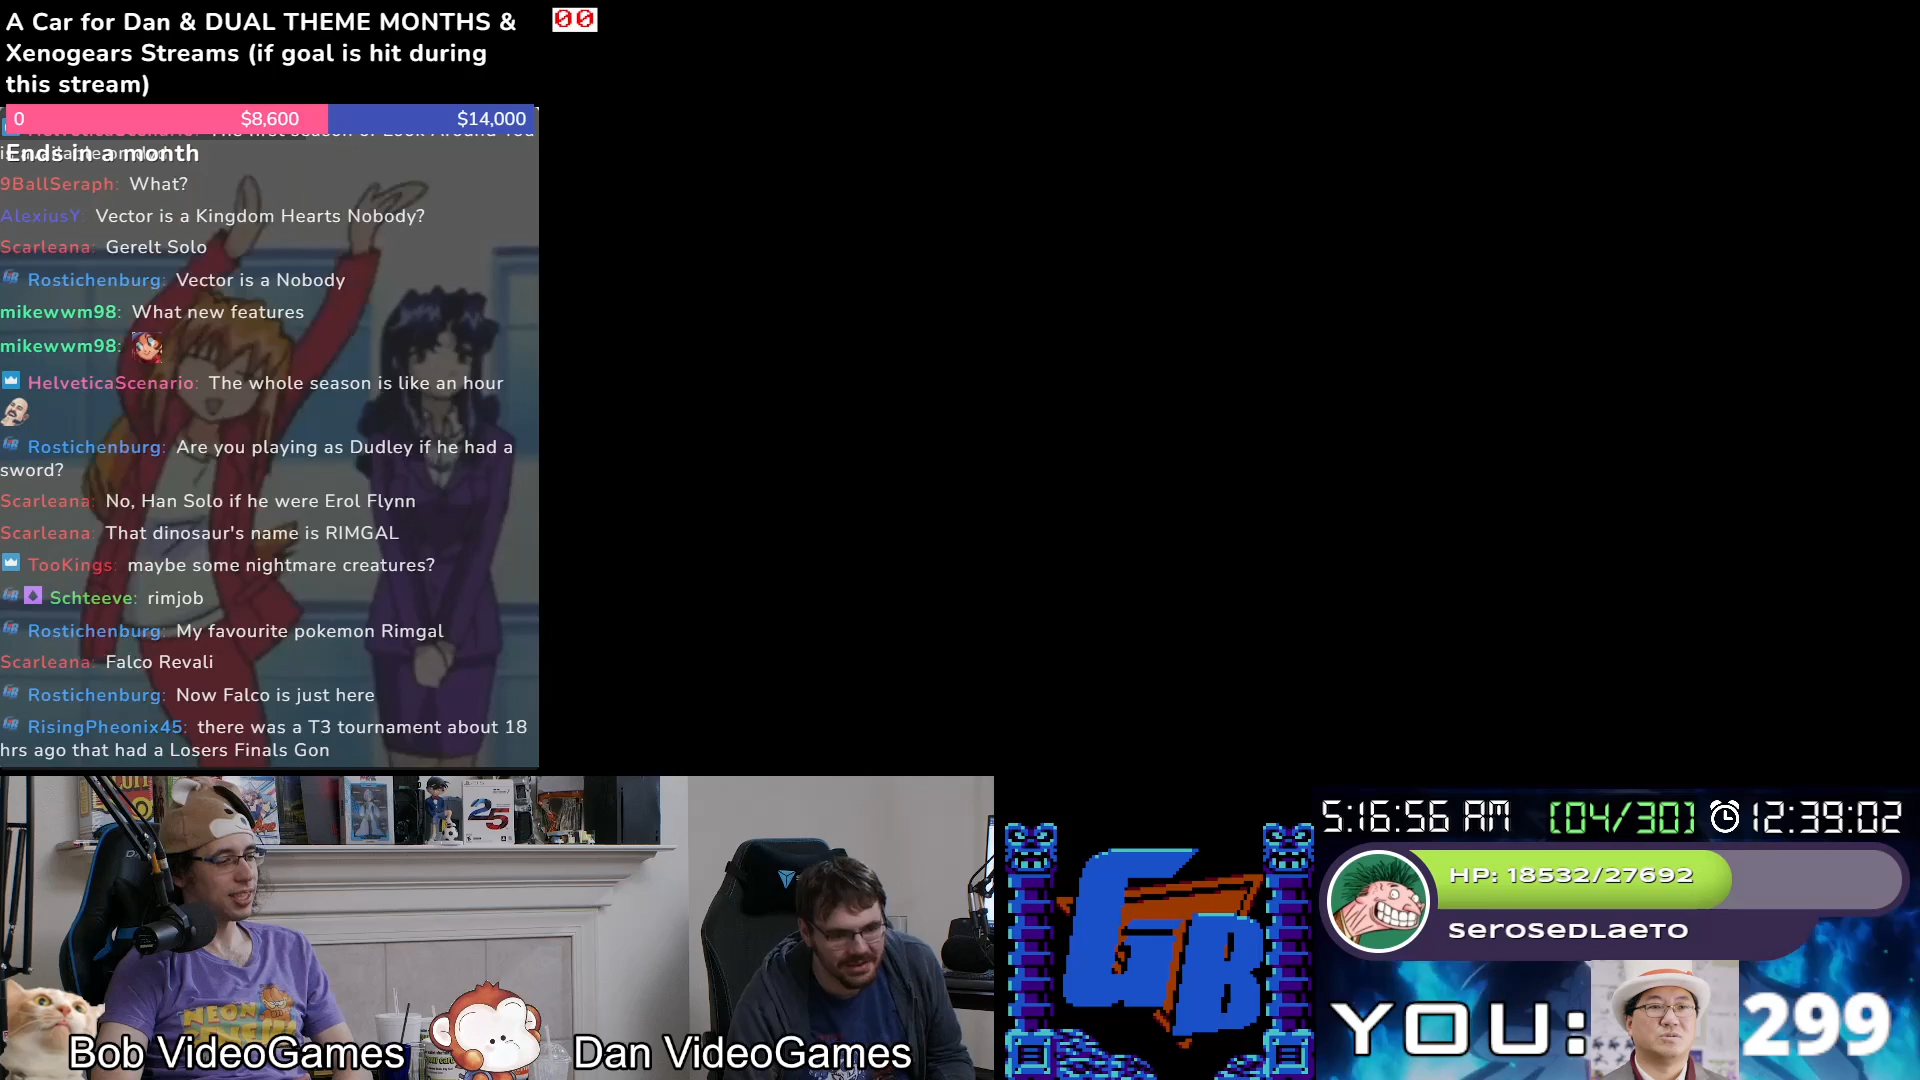 A Car for Dan & DUAL THEME MONTHS &
Xenogears Streams (if goal is hit during
this stream)
00
0 $8,600 $14,000
Ends in a month
9BallSeraph: What?
AlexiusY: Vector is a Kingdom Hearts Nobody?
Scarleana: Gerelt Solo
Rostichenburg: Vector is a Nobody
mikewwm98: What new features
mikewwm98:
HelveticaScenario: The whole season is like an hour
Rostichenburg: Are you playing as Dudley if he had a
sword?
Scarleana: No, Han Solo if he were Erol Flynn
Scarleana: That dinosaur's name is RIMGAL
TooKings: maybe some nightmare creatures?
Schteeve: rimjob
Rostichenburg: My favourite pokemon Rimgal
Scarleana: Falco Revali
Rostichenburg: Now Falco is just here
RisingPheonix45: there was a T3 tournament about 18
hrs ago that had a Losers Finals Gon
25
NEON
Bob VideoGames
Dan VideoGames
GB
5:16:56 AM [04/30] 12:39:02
HP: 18532/27692
SeroSedLaeto
YOU: 299